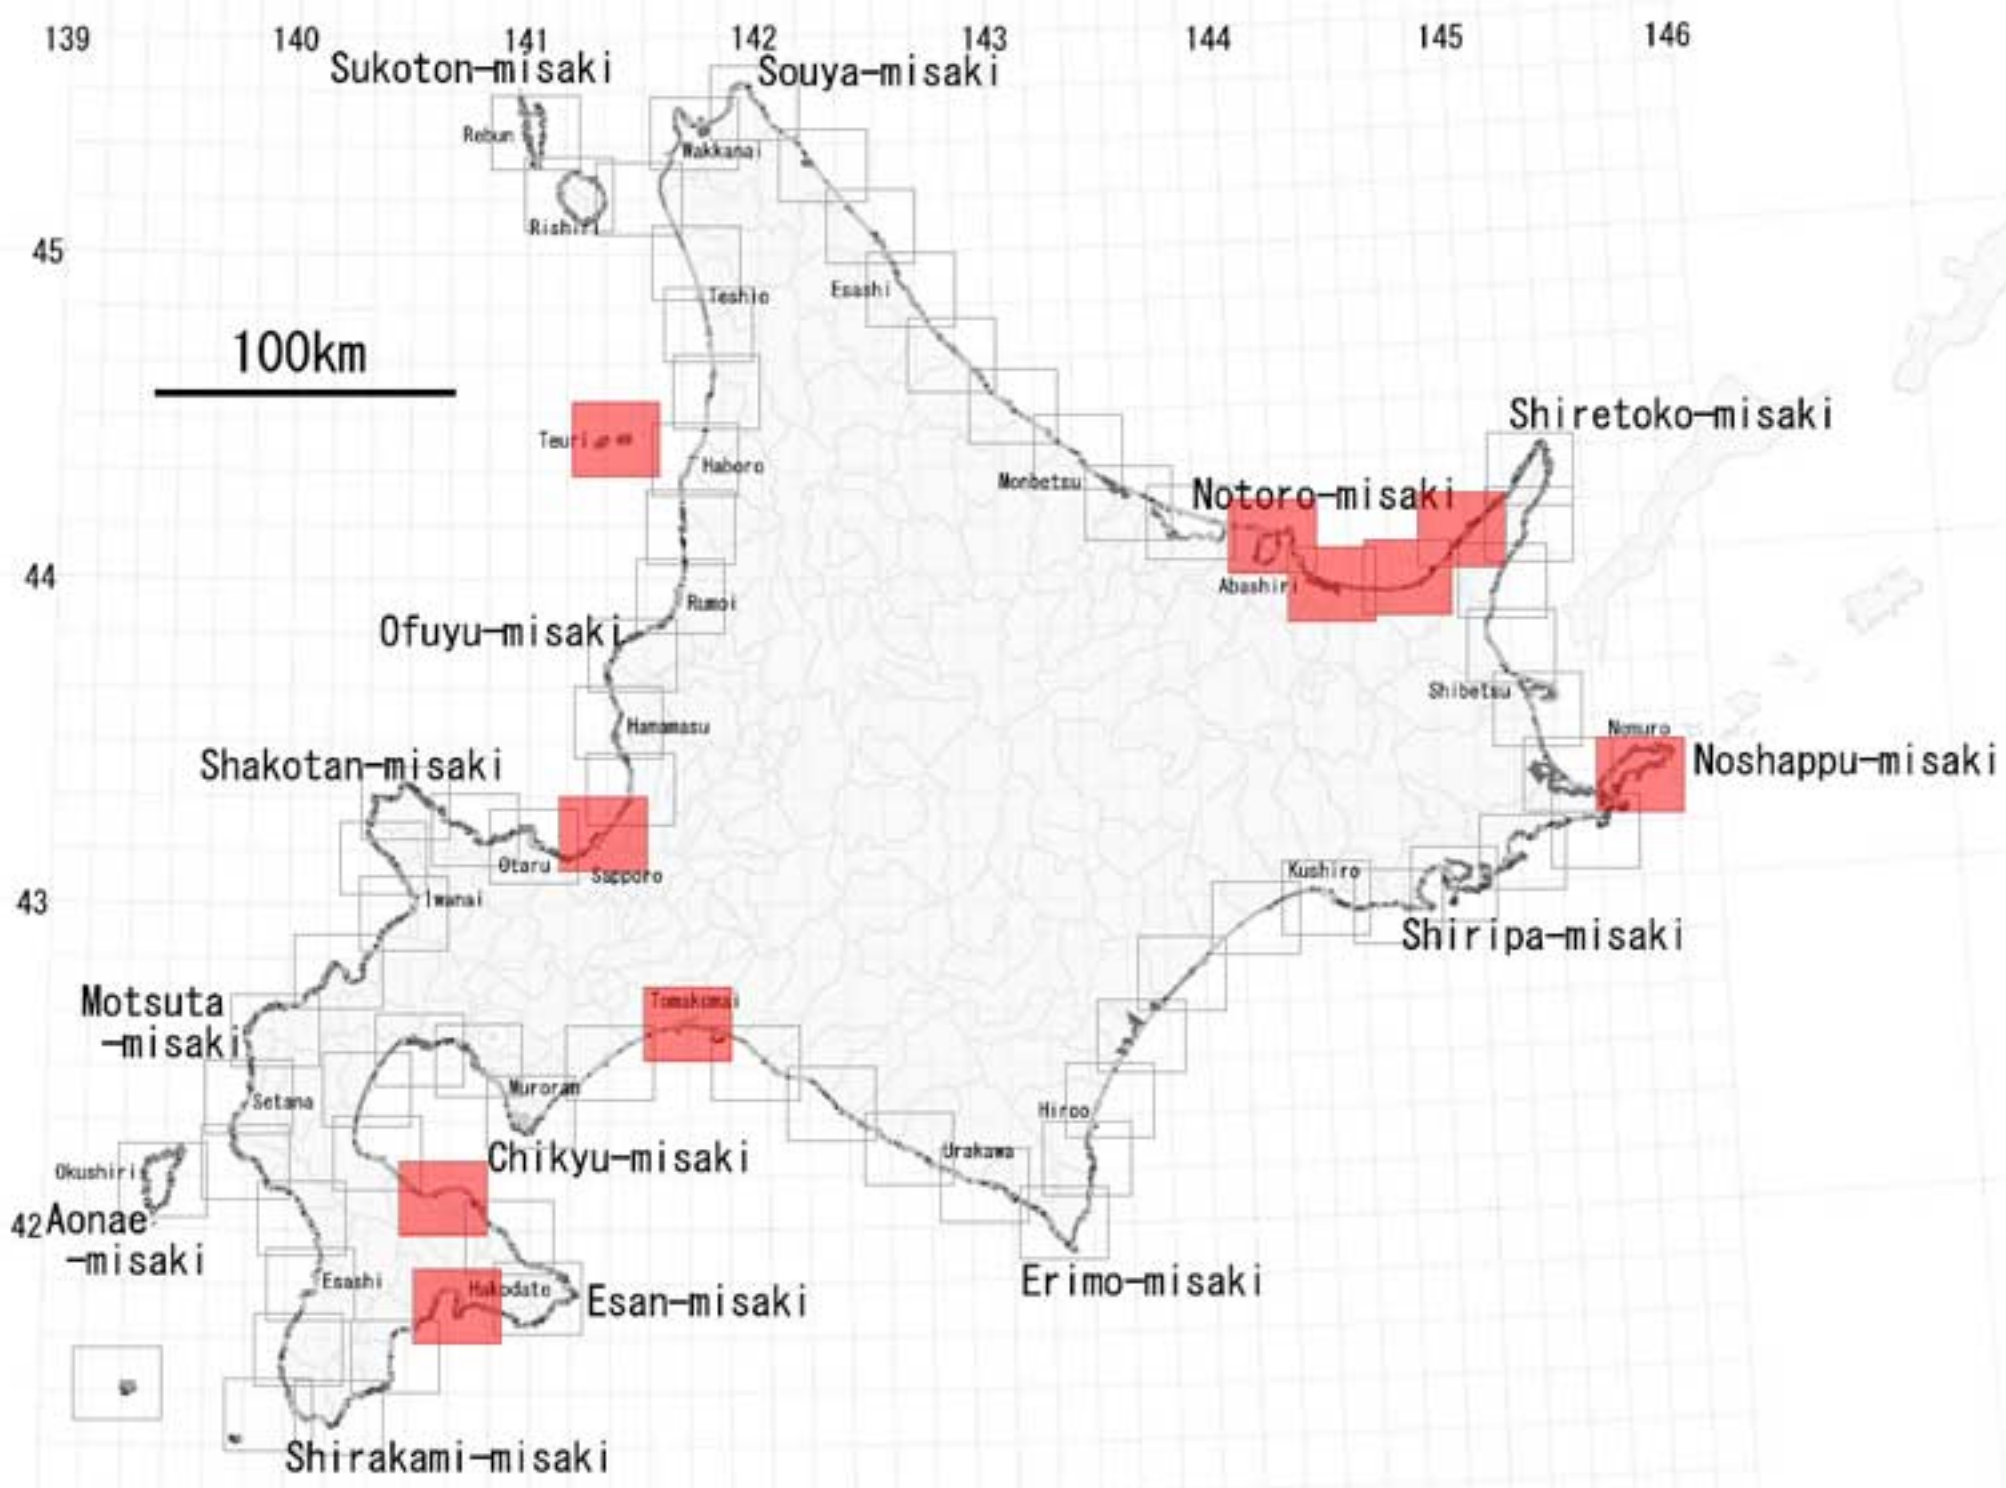 139 140 141 142 143 144 145 146
Sukoton-misaki
Souya-misaki
Rebun
Wakkanai
Rishiri
45
Teshio
Esashi
100km
Shiretoko-misaki
Teuri
Haboro
Monbetsu
Notoro-misaki
44
Abashiri
Rumoi
Ofuyu-misaki
Shibetsu
Hamamasu
Nemuro
Shakotan-misaki
Noshappu-misaki
Otaru
Sapporo
Kushiro
43
Iwanai
Shiripa-misaki
Motsuta
-misaki
Tomakomai
Setana
Muroran
Hiroo
Chikyu-misaki
Urakawa
Okushiri
42
Aonae
-misaki
Esashi
Hakodate
Esan-misaki
Erimo-misaki
Shirakami-misaki